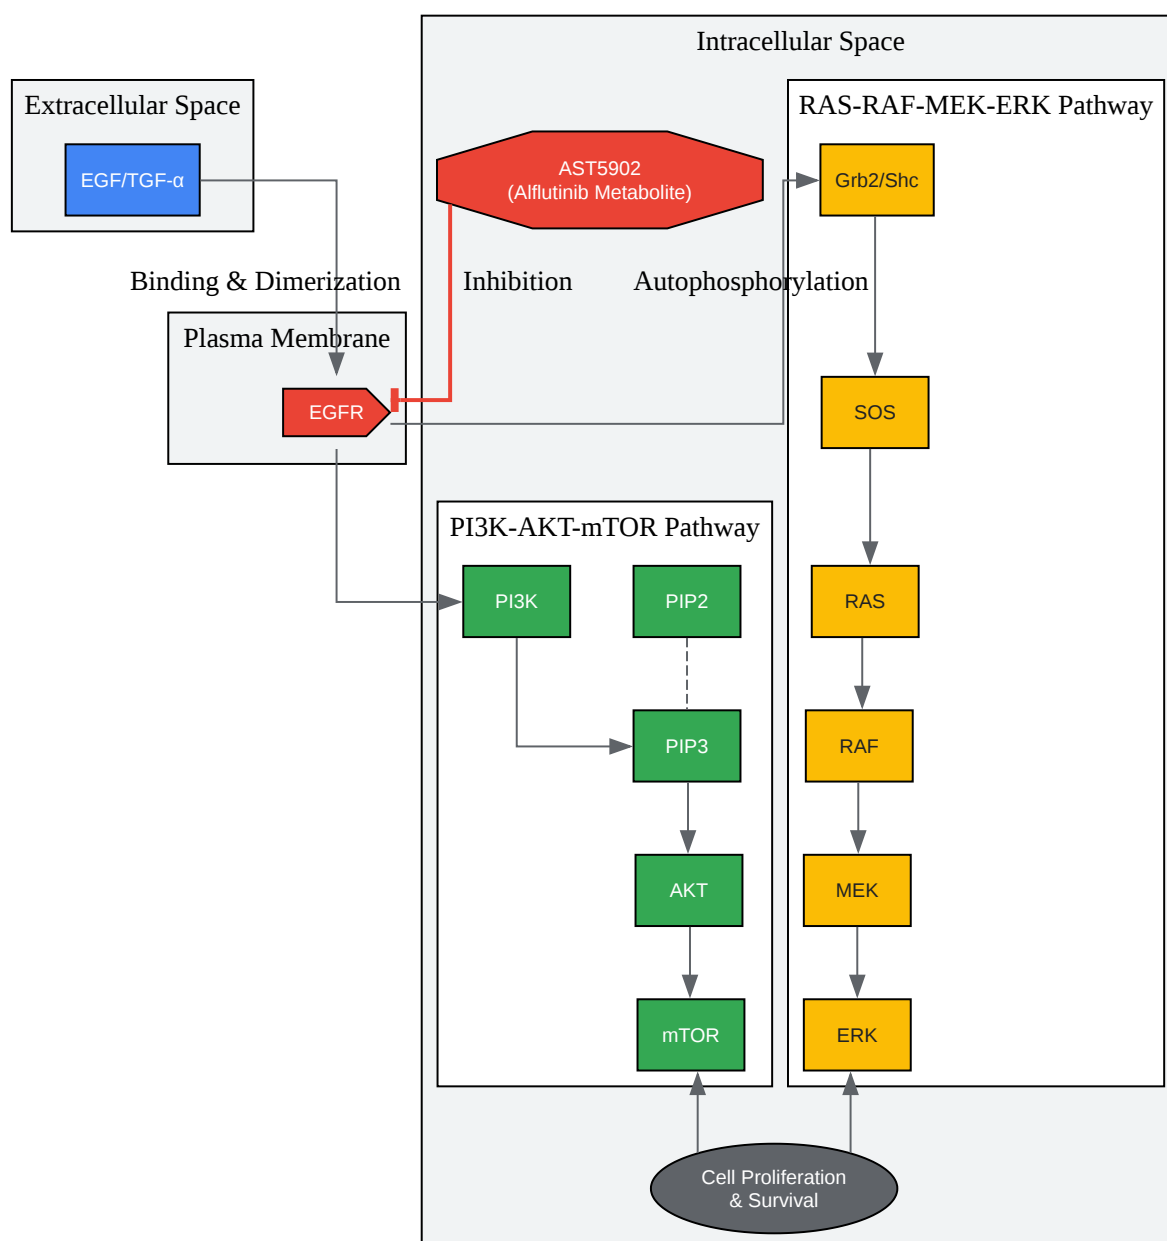 Intracellular Space
Extracellular Space
RAS-RAF-MEK-ERK Pathway
EGF/TGF-α
AST5902
(Alflutinib Metabolite)
Grb2/Shc
Binding & Dimerization
Inhibition
Autophosphorylation
Plasma Membrane
EGFR
SOS
PI3K-AKT-mTOR Pathway
PI3K
PIP2
RAS
PIP3
RAF
AKT
MEK
mTOR
ERK
Cell Proliferation
& Survival